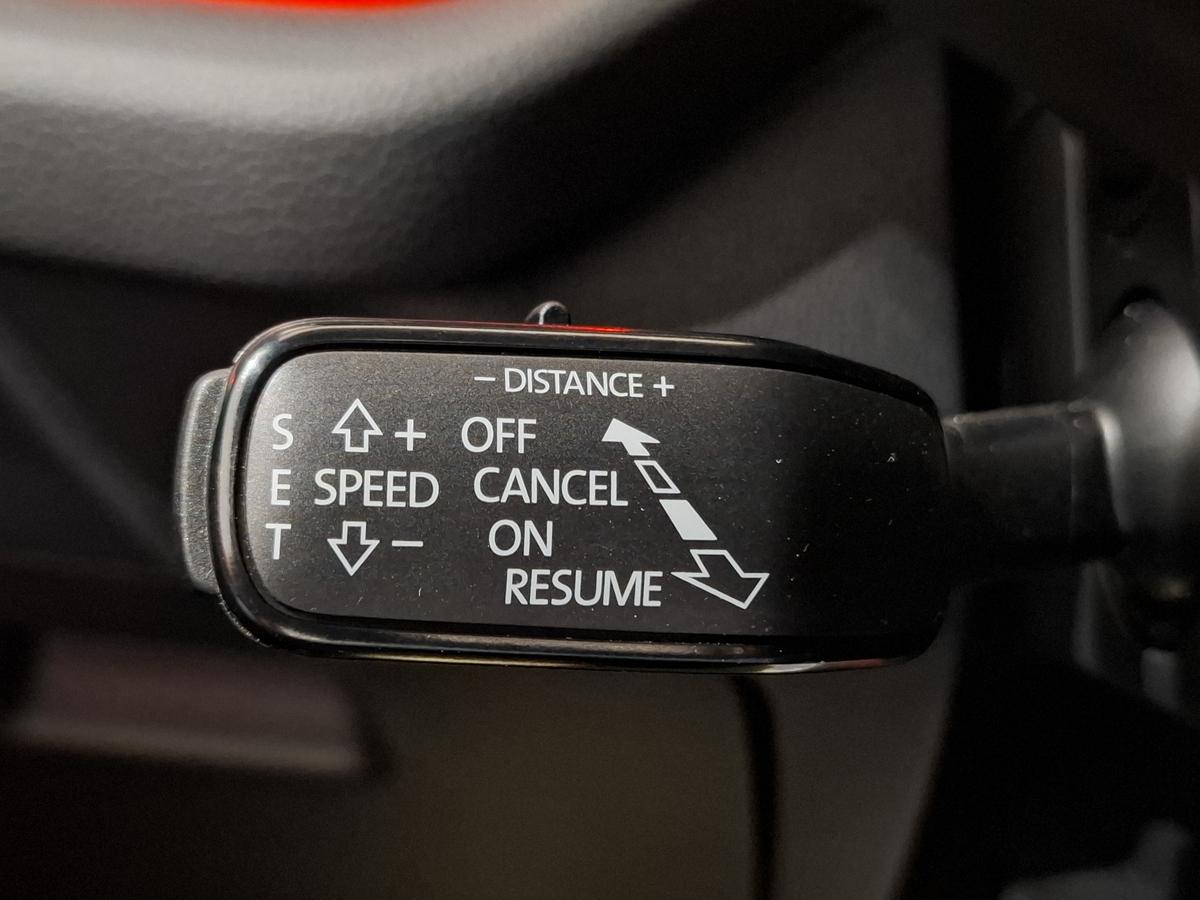 – DISTANCE +
S + OFF
E SPEED CANCEL
T – ON
RESUME